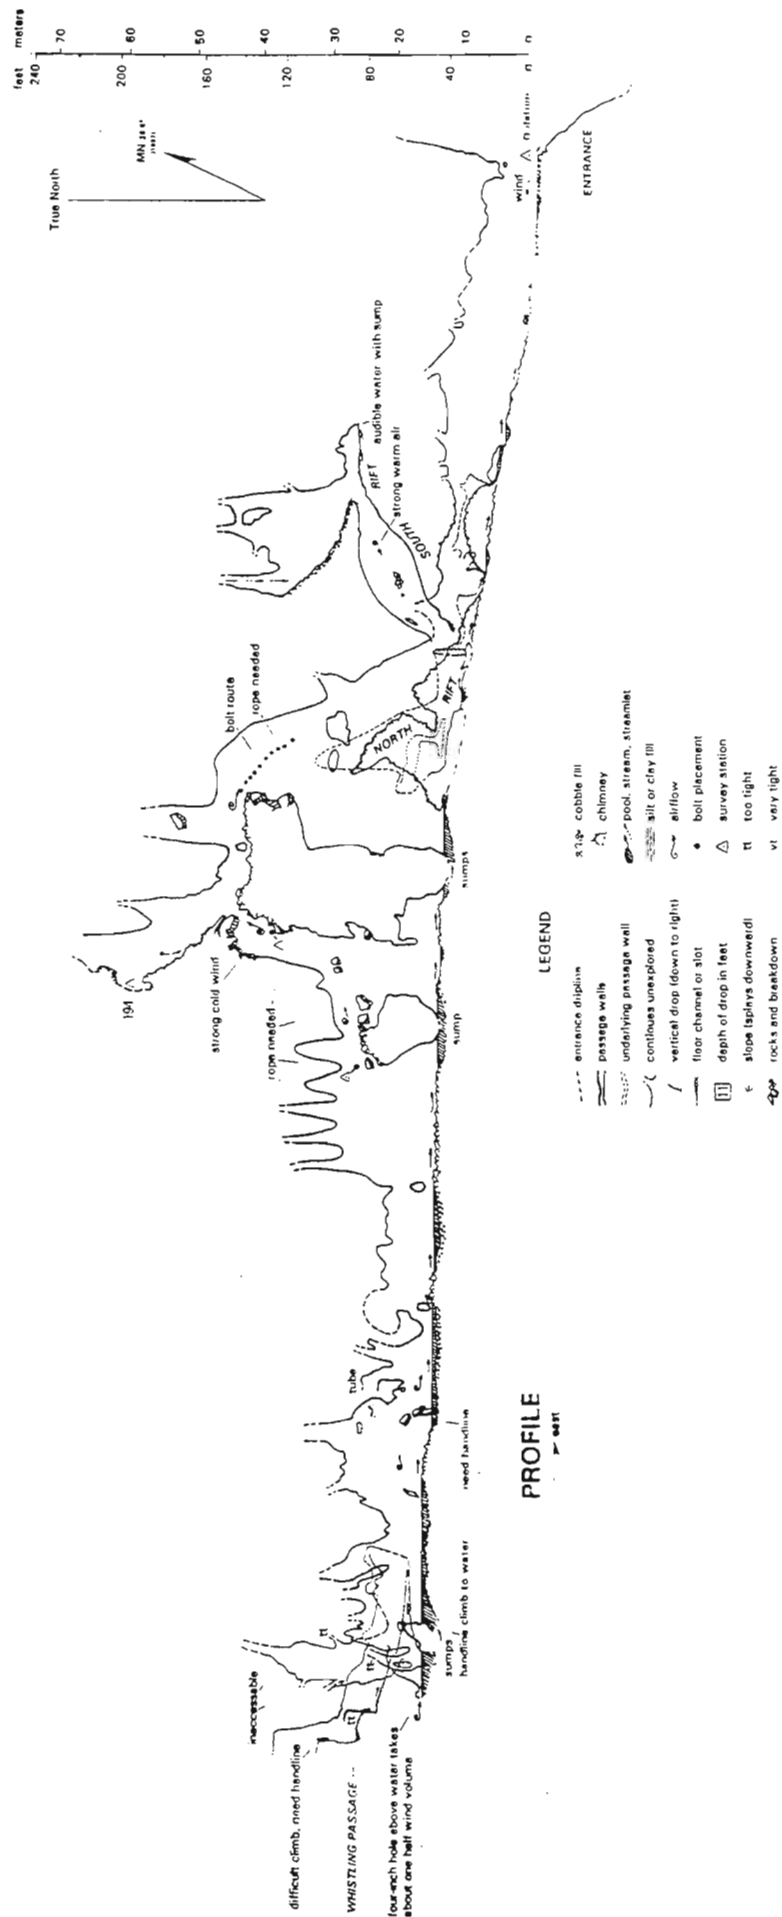 feet meters
240
200
160
120
80
40
70
60
50
40
30
20
10
True North
MN
ENTRANCE
wind
datum
audible water with sump
strong warm air
SOUTH RIFT
NORTH RIFT
bolt route
rope needed
sumps
194
strong cold wind
rope needed
sump
tube
need handline
tt
tt
tt
sumps
handline climb to water
inaccessable
difficult climb, need handline
WHISTLING PASSAGE
four-inch hole above water takes
about one half wind volume
PROFILE
east
LEGEND
entrance dripline
passage walls
underlying passage wall
continues unexplored
vertical drop (down to right)
floor channel or slot
11 depth of drop in feet
slope (splays downward)
rocks and breakdown
cobble fill
chimney
pool, stream, streamlet
silt or clay fill
airflow
bolt placement
survey station
tt too tight
vt very tight